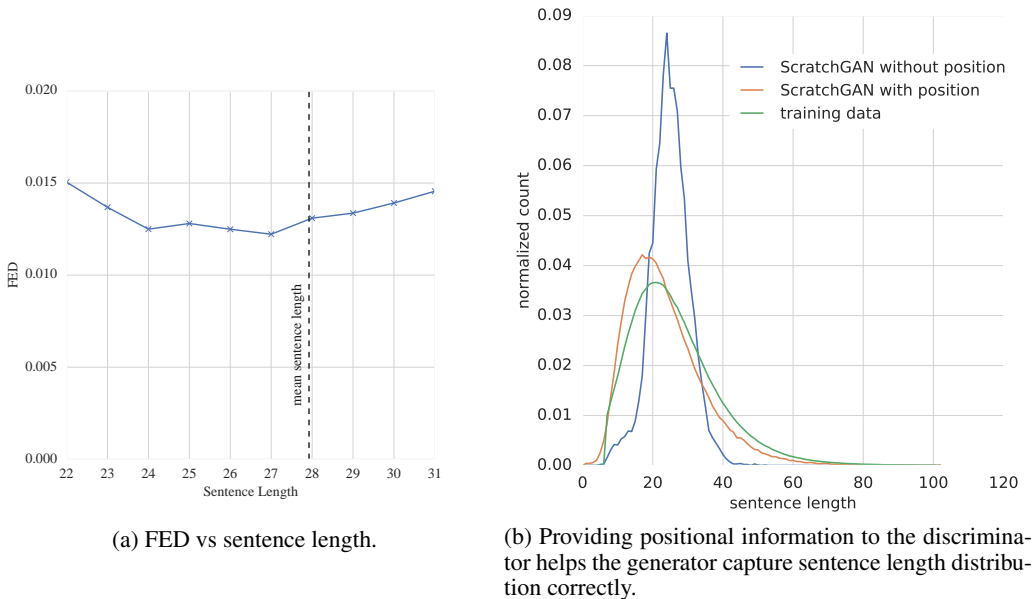 0.020
0.015
0.010
0.005
0.000
FED
22 23 24 25 26 27 28 29 30 31
Sentence Length
mean sentence length
(a) FED vs sentence length.
0.09
0.08
0.07
0.06
0.05
0.04
0.03
0.02
0.01
0.00
normalized count
0 20 40 60 80 100 120
sentence length
ScratchGAN without position
ScratchGAN with position
training data
(b) Providing positional information to the discrimina-
tor helps the generator capture sentence length distribu-
tion correctly.